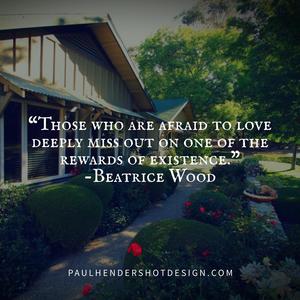 “Those who are afraid to love
deeply miss out on one of the
rewards of existence.”
-Beatrice Wood
PAULHENDERSHOTDESIGN.COM